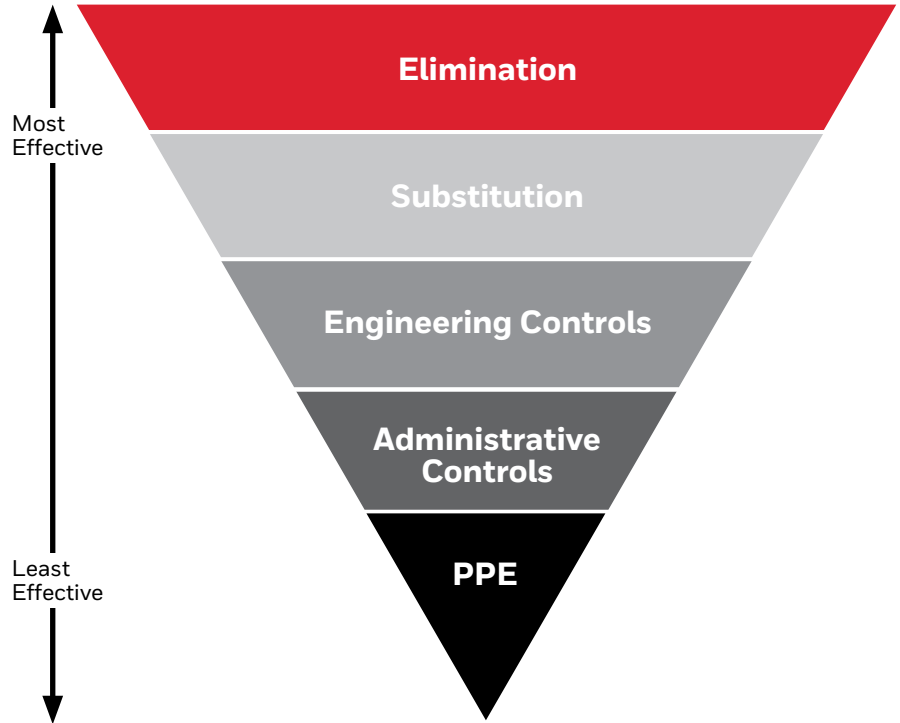 Elimination
Most
Effective
Substitution
Engineering Controls
Administrative
Controls
Least
Effective
PPE